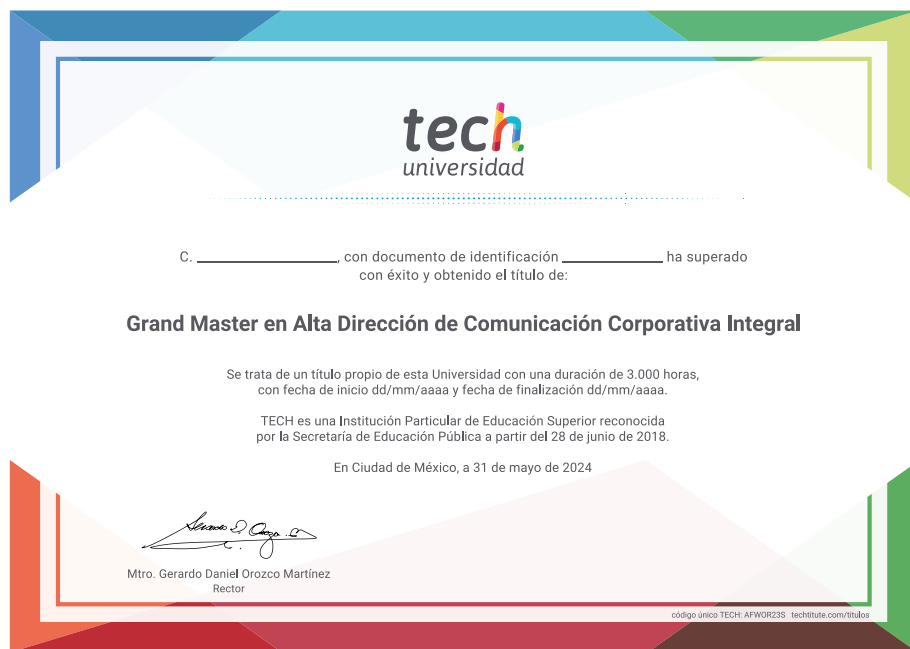 tech
universidad
C. ____________________, con documento de identificación ______________ ha superado
con éxito y obtenido el título de:
Grand Master en Alta Dirección de Comunicación Corporativa Integral
Se trata de un título propio de esta Universidad con una duración de 3.000 horas,
con fecha de inicio dd/mm/aaaa y fecha de finalización dd/mm/aaaa.
TECH es una Institución Particular de Educación Superior reconocida
por la Secretaría de Educación Pública a partir del 28 de junio de 2018.
En Ciudad de México, a 31 de mayo de 2024
Mtro. Gerardo Daniel Orozco Martínez
Rector
código único TECH: AFWOR23S techtitute.com/titulos